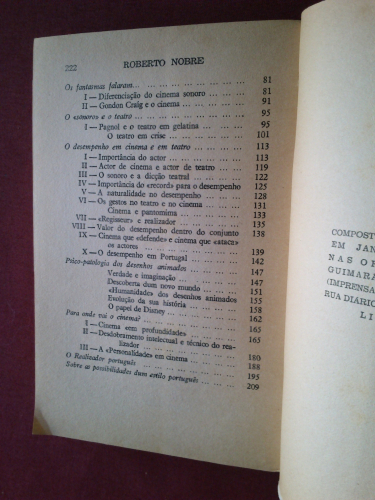 222 ROBERTO NOBRE
Os fantasmas falaram... ... ... ... ... ... ... 81
I — Diferenciação do cinema sonoro ... ... 81
II — Gondon Craig e o cinema ... ... ... ... 91
O «sonoro» e o teatro ... ... ... ... ... ... ... 95
I — Pagnol e o teatro em gelatina ... ... ... 95
O teatro em crise ... ... ... ... ... ... 101
O desempenho em cinema e em teatro ... ... ... 113
I — Importância do actor ... ... ... ... ... 113
II — Actor de cinema e actor de teatro ... ... 119
III — O sonoro e a dicção teatral ... ... ... 122
IV — Importância do «record» para o desempenho 125
V — A naturalidade no desempenho ... ... ... 128
VI — Os gestos no teatro e no cinema ... ... 131
Cinema e pantomima ... ... ... ... ... 133
VII — «Regisseur» e realizador ... ... ... ... 135
VIII — Valor do desempenho dentro do conjunto 138
IX — Cinema que «defende» e cinema que «ataca»
os actores ... ... ... ... ... ... ... 139
X — O desempenho em Portugal ... ... ... ... 142
Psico-patologia dos desenhos animados ... ... ... 147
Verdade e imaginação ... ... ... ... ... 147
Descoberta dum novo mundo ... ... ... 151
«Humanidade» dos desenhos animados 155
Evolução da sua história ... ... ... ... 158
O papel de Disney ... ... ... ... ... ... 162
Para onde vai o cinema? ... ... ... ... ... ... 165
I — Cinema «em profundidade» ... ... ... ... 165
II — Desdobramento intelectual e técnico do rea-
lizador ... ... ... ... ... ... ... ... 180
III — A «Personalidade» em cinema ... ... ... 188
O Realizador português ... ... ... ... ... ... 195
Sobre as possibilidades dum estilo português ... ... 209
COMPOST
EM JAN
NAS OF
GUIMARÃ
(IMPRENSA
RUA DIÁRIO
LI